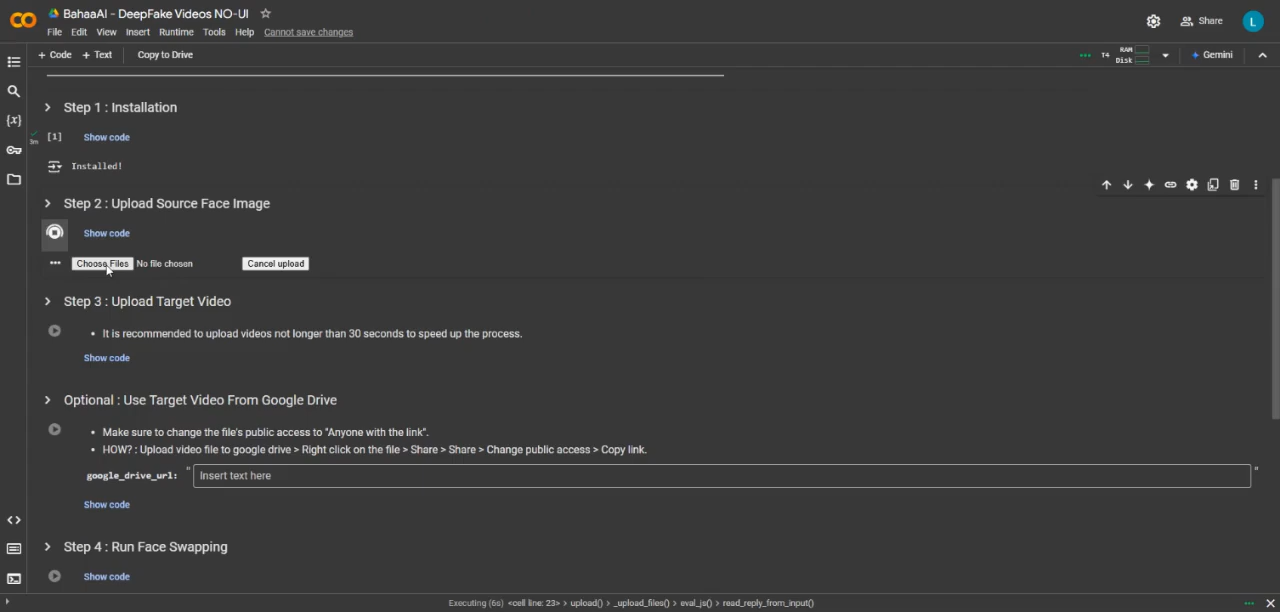 BahaaAI - DeepFake Videos NO-UI
File Edit View Insert Runtime Tools Help Cannot save changes
Share
L
+ Code + Text Copy to Drive
T4 RAM Disk Gemini
Step 1 : Installation
[1] Show code
3m
Installed!
Step 2 : Upload Source Face Image
Show code
Choose Files No file chosen Cancel upload
Step 3 : Upload Target Video
• It is recommended to upload videos not longer than 30 seconds to speed up the process.
Show code
Optional : Use Target Video From Google Drive
• Make sure to change the file's public access to "Anyone with the link".
• HOW? : Upload video file to google drive > Right click on the file > Share > Share > Change public access > Copy link.
google_drive_url: " Insert text here "
Show code
Step 4 : Run Face Swapping
Show code
Executing (6s) <cell line: 23> > upload() > _upload_files() > eval_js() > read_reply_from_input()